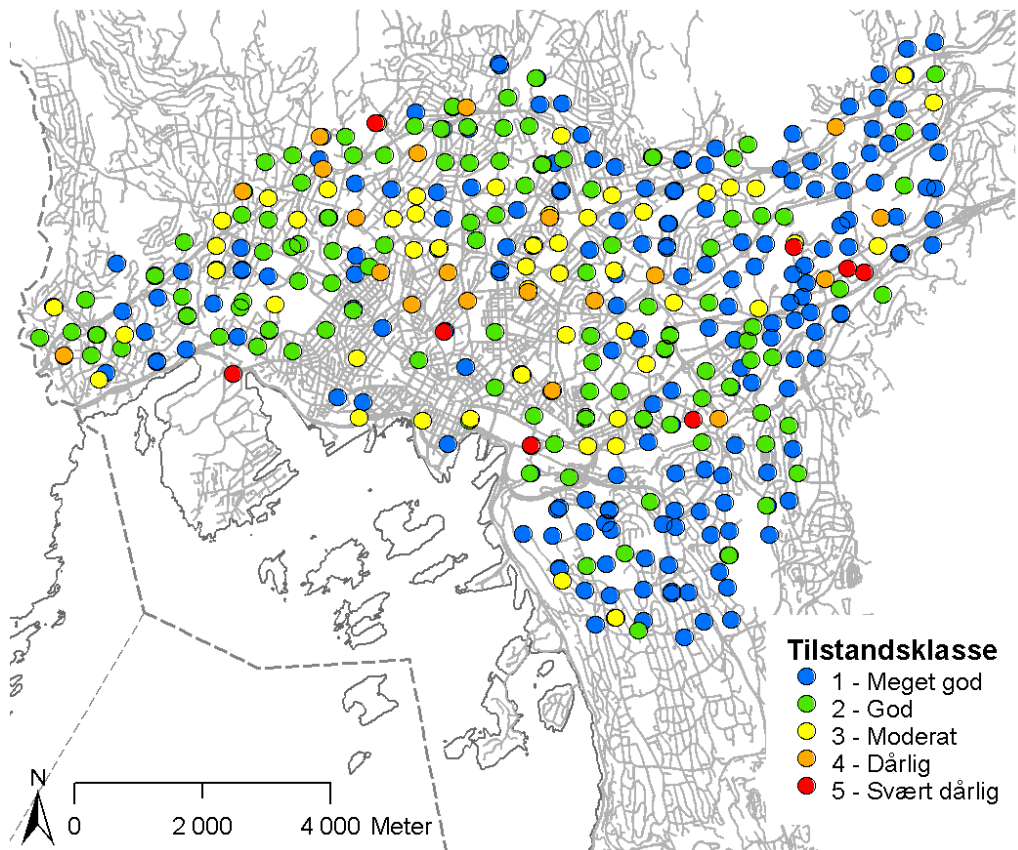 Tilstandsklasse
1 - Meget god
2 - God
3 - Moderat
4 - Dårlig
5 - Svært dårlig
N
0 2 000 4 000 Meter